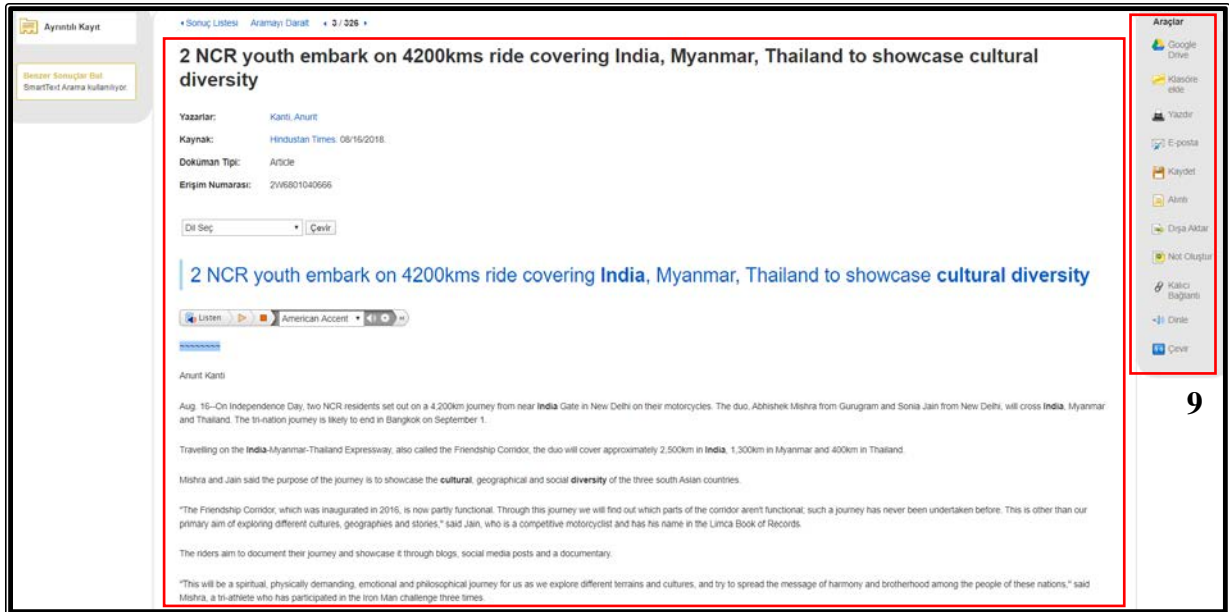 Ayrıntılı Kayıt
Benzer Sonuçlar Bul
SmartText Arama kullanılıyor.
Sonuç Listesi Aramayı Daralt 3 / 326
2 NCR youth embark on 4200kms ride covering India, Myanmar, Thailand to showcase cultural
diversity
Yazarlar: Kanti, Anurit
Kaynak: Hindustan Times. 08/16/2018.
Doküman Tipi: Article
Erişim Numarası: 2W6801040666
Dil Seç Çevir
2 NCR youth embark on 4200kms ride covering India, Myanmar, Thailand to showcase cultural diversity
Listen American Accent
~~~~~~~~
Anurit Kanti
Aug. 16--On Independence Day, two NCR residents set out on a 4,200km journey from near India Gate in New Delhi on their motorcycles. The duo, Abhishek Mishra from Gurugram and Sonia Jain from New Delhi, will cross India, Myanmar
and Thailand. The tri-nation journey is likely to end in Bangkok on September 1.
Travelling on the India-Myanmar-Thailand Expressway, also called the Friendship Corridor, the duo will cover approximately 2,500km in India, 1,300km in Myanmar and 400km in Thailand.
Mishra and Jain said the purpose of the journey is to showcase the cultural, geographical and social diversity of the three south Asian countries.
"The Friendship Corridor, which was inaugurated in 2016, is now partly functional. Through this journey we will find out which parts of the corridor aren't functional; such a journey has never been undertaken before. This is other than our
primary aim of exploring different cultures, geographies and stories," said Jain, who is a competitive motorcyclist and has his name in the Limca Book of Records.
The riders aim to document their journey and showcase it through blogs, social media posts and a documentary.
"This will be a spiritual, physically demanding, emotional and philosophical journey for us as we explore different terrains and cultures, and try to spread the message of harmony and brotherhood among the people of these nations," said
Mishra, a tri-athlete who has participated in the Iron Man challenge three times.
Araçlar
Google
Drive
Klasöre
ekle
Yazdır
E-posta
Kaydet
Alıntı
Dışa Aktar
Not Oluştur
Kalıcı
Bağlantı
Dinle
Çevir
9